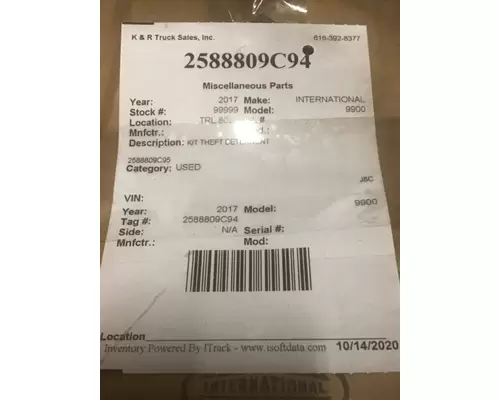 K & R Truck Sales, Inc. 616-392-8377
2588809C94
Miscellaneous Parts
Year: 2017 Make: INTERNATIONAL
Stock #: 99999 Model: 9900
Location: TRL #
Mnfctr.: d.:
Description: KIT THEFT DETERRENT
2588809C95
Category: USED
J8C
VIN:
Year: 2017 Model: 9900
Tag #: 2588809C94
Side: N/A Serial #:
Mnfctr.: Mod:
Location
Inventory Powered By ITrack - www.isoftdata.com 10/14/2020
INTERNATIONAL